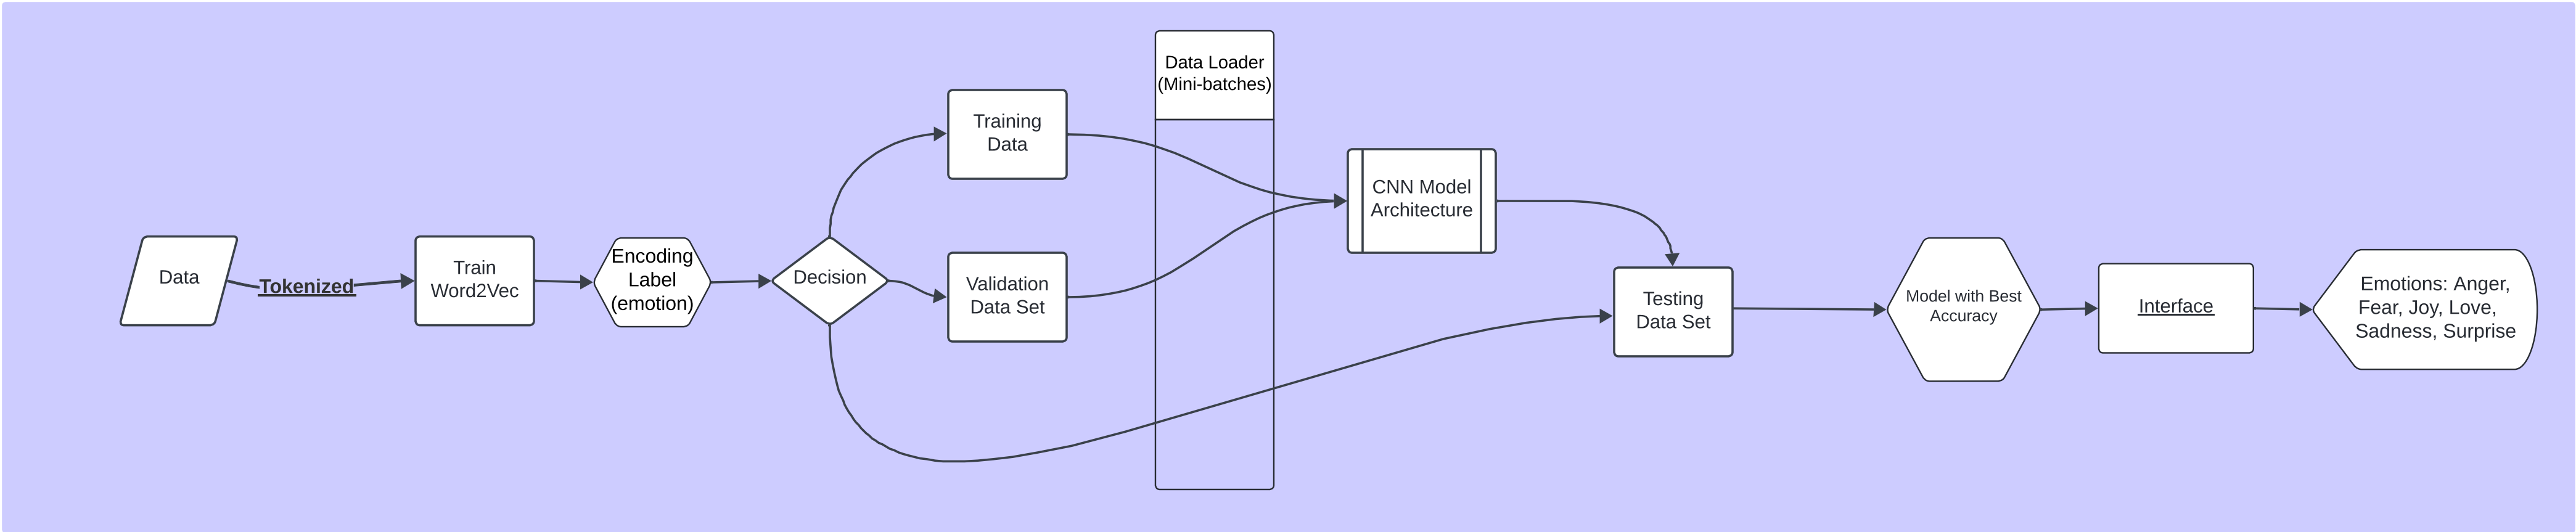 Data
Tokenized
Train
Word2Vec
Encoding
Label
(emotion)
Decision
Training
Data
Validation
Data Set
Data Loader
(Mini-batches)
CNN Model
Architecture
Testing
Data Set
Model with Best
Accuracy
Interface
Emotions: Anger,
Fear, Joy, Love,
Sadness, Surprise